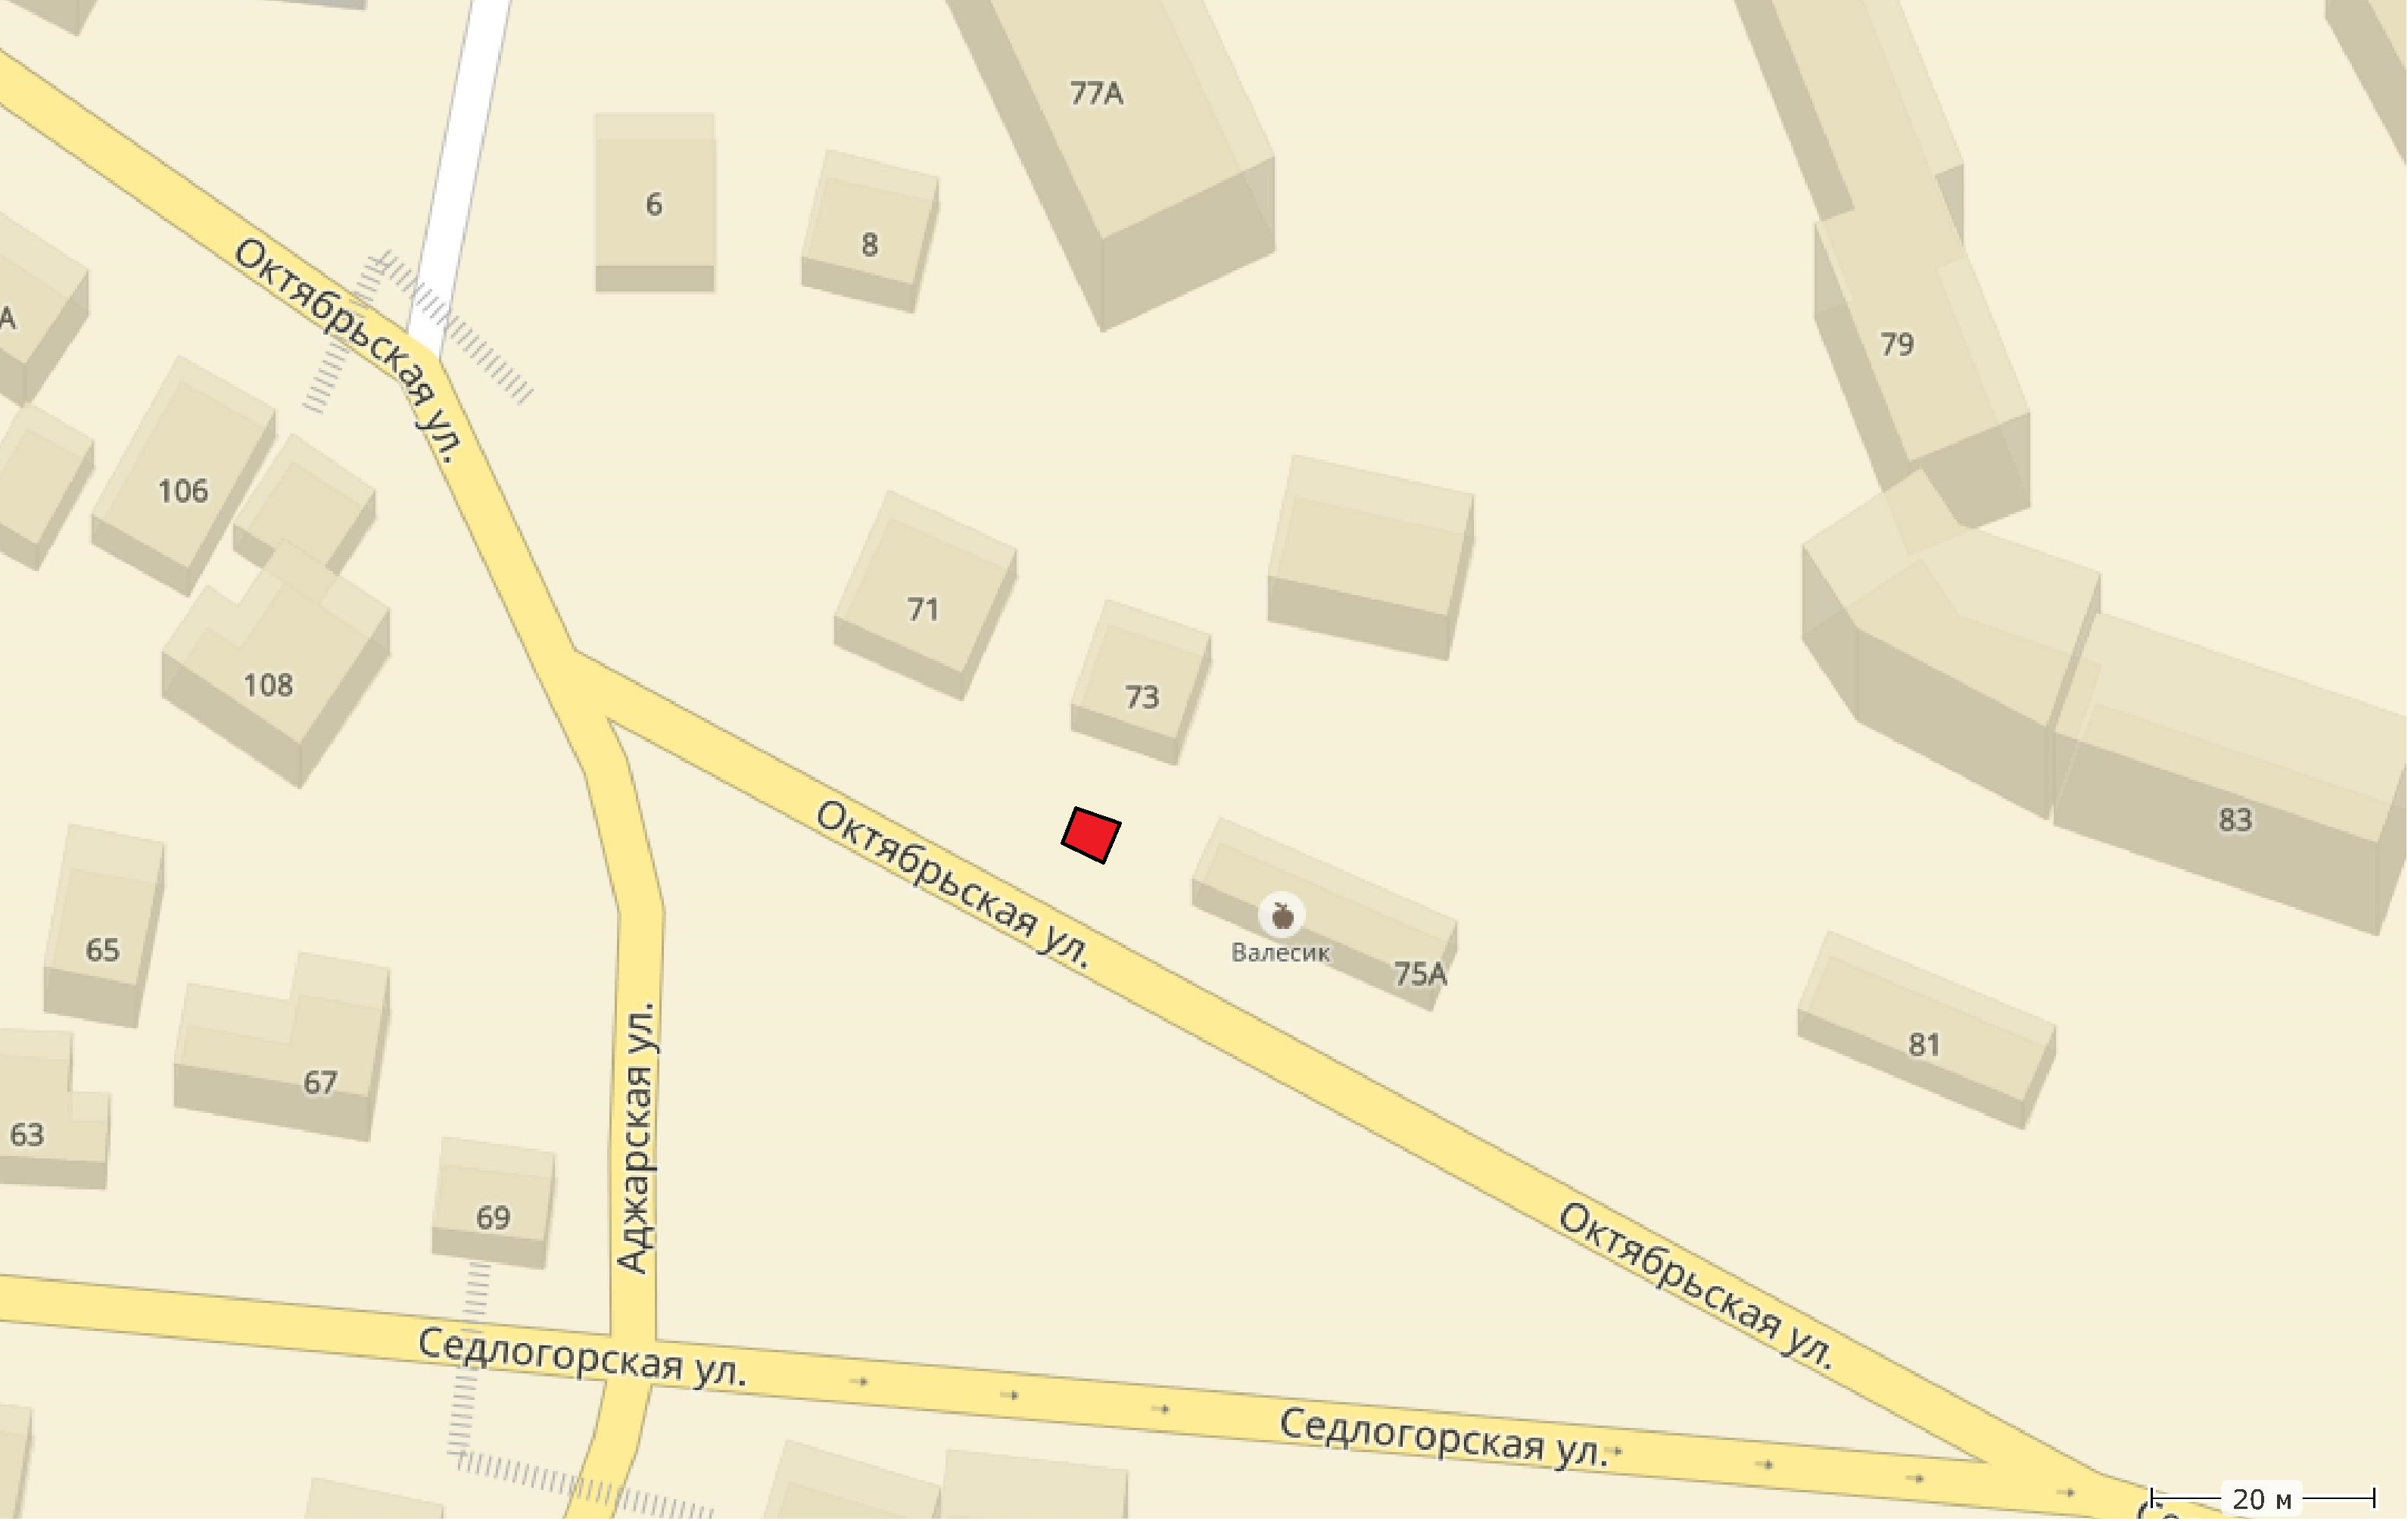 77А
6
8
Октябрьская ул.
А
79
106
71
73
108
Октябрьская ул.
83
65
Валесик
75А
81
67
63
Аджарская ул.
69
Октябрьская ул.
Седлогорская ул.
Седлогорская ул.
20 м